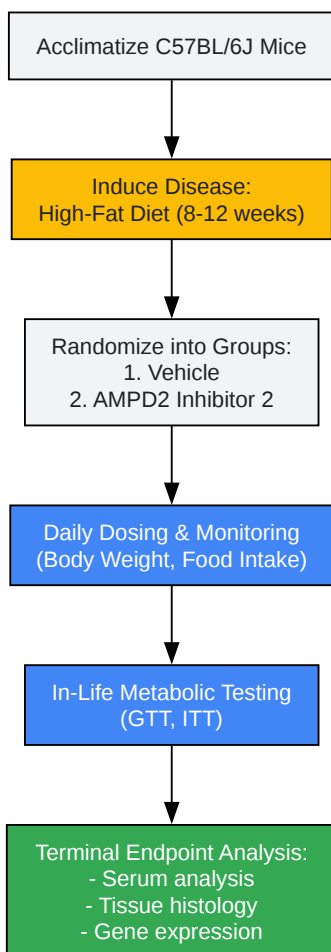 Acclimatize C57BL/6J Mice
Induce Disease:
High-Fat Diet (8-12 weeks)
Randomize into Groups:
1. Vehicle
2. AMPD2 Inhibitor 2
Daily Dosing & Monitoring
(Body Weight, Food Intake)
In-Life Metabolic Testing
(GTT, ITT)
Terminal Endpoint Analysis:
- Serum analysis
- Tissue histology
- Gene expression